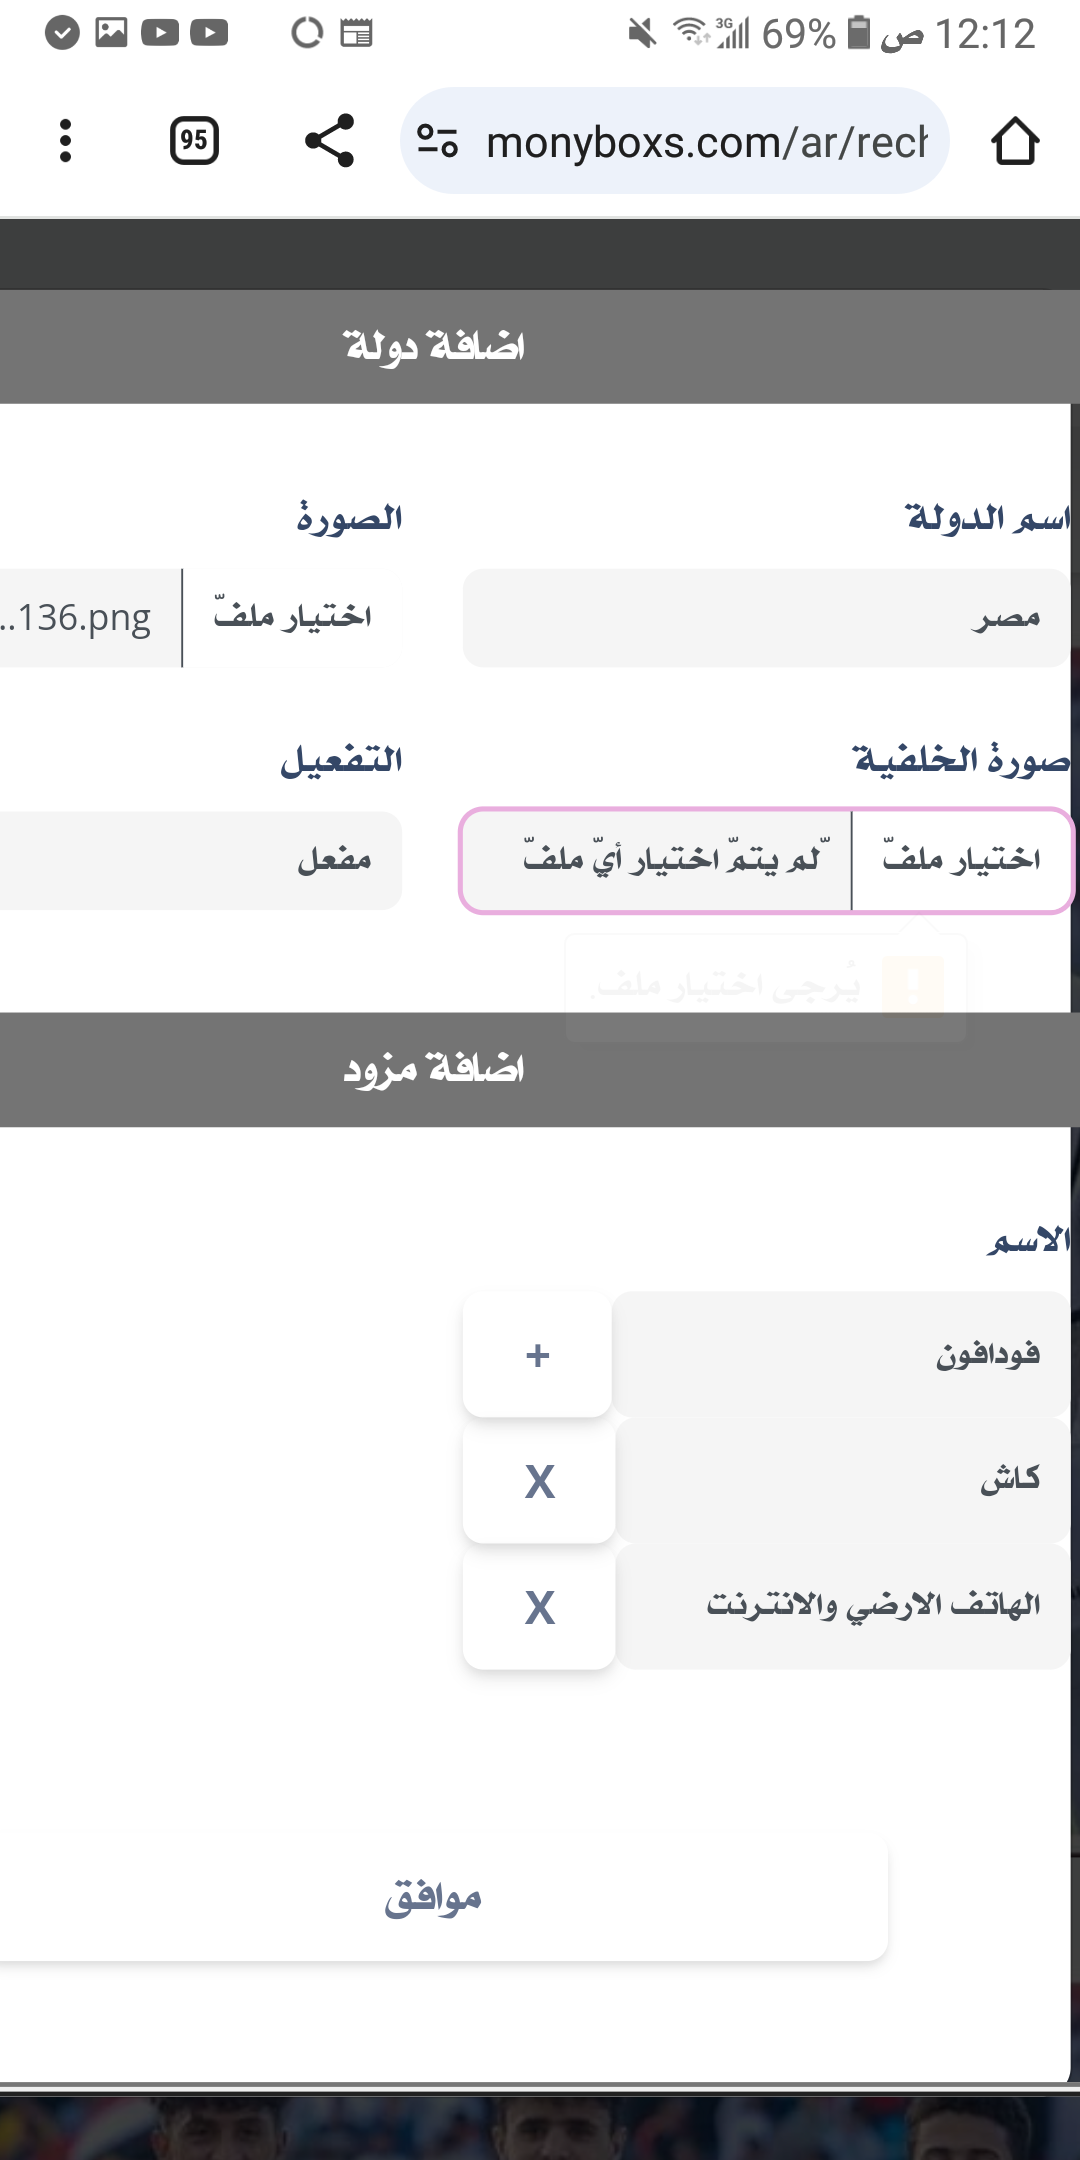 12:12 ص 69% 3G
95 monyboxs.com/ar/rech
اضافة دولة
اسم الدولة
الصورة
مصر
اختيار ملفّ
..136.png
صورة الخلفية
التفعيل
اختيار ملفّ
لم يتمّ اختيار أيّ ملفّ
مفعل
يُرجى اختيار ملف.
اضافة مزود
الاسم
فودافون
+
كاش
X
الهاتف الارضي والانترنت
X
موافق